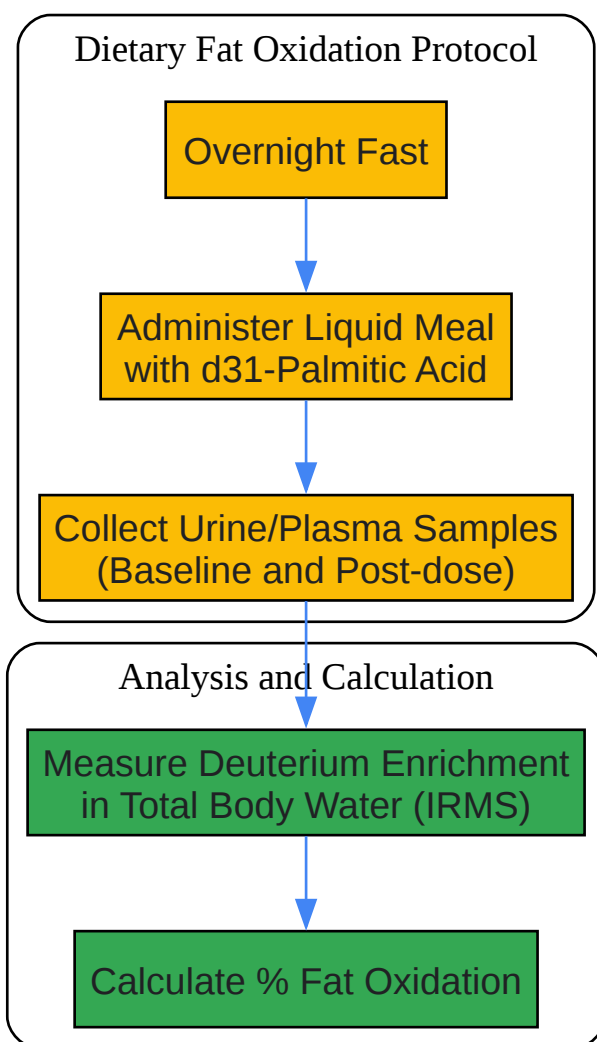 Dietary Fat Oxidation Protocol
Overnight Fast
Administer Liquid Meal
with d31-Palmitic Acid
Collect Urine/Plasma Samples
(Baseline and Post-dose)
Analysis and Calculation
Measure Deuterium Enrichment
in Total Body Water (IRMS)
Calculate % Fat Oxidation